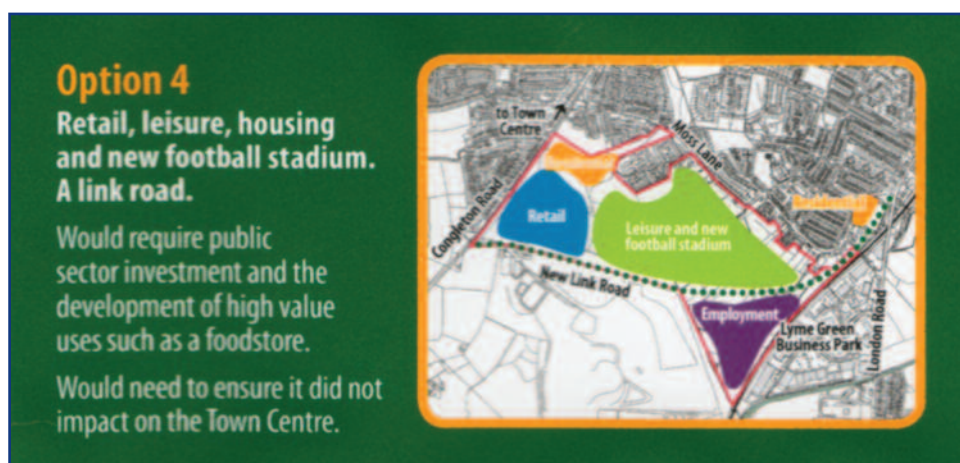 Option 4
Retail, leisure, housing
and new football stadium.
A link road.
Would require public
sector investment and the
development of high value
uses such as a foodstore.
Would need to ensure it did not
impact on the Town Centre.
to Town
Centre
Moss Lane
Congleton Road
Retail
Residential
Leisure and new
football stadium
New Link Road
Employment
Lyme Green
Business Park
London Road